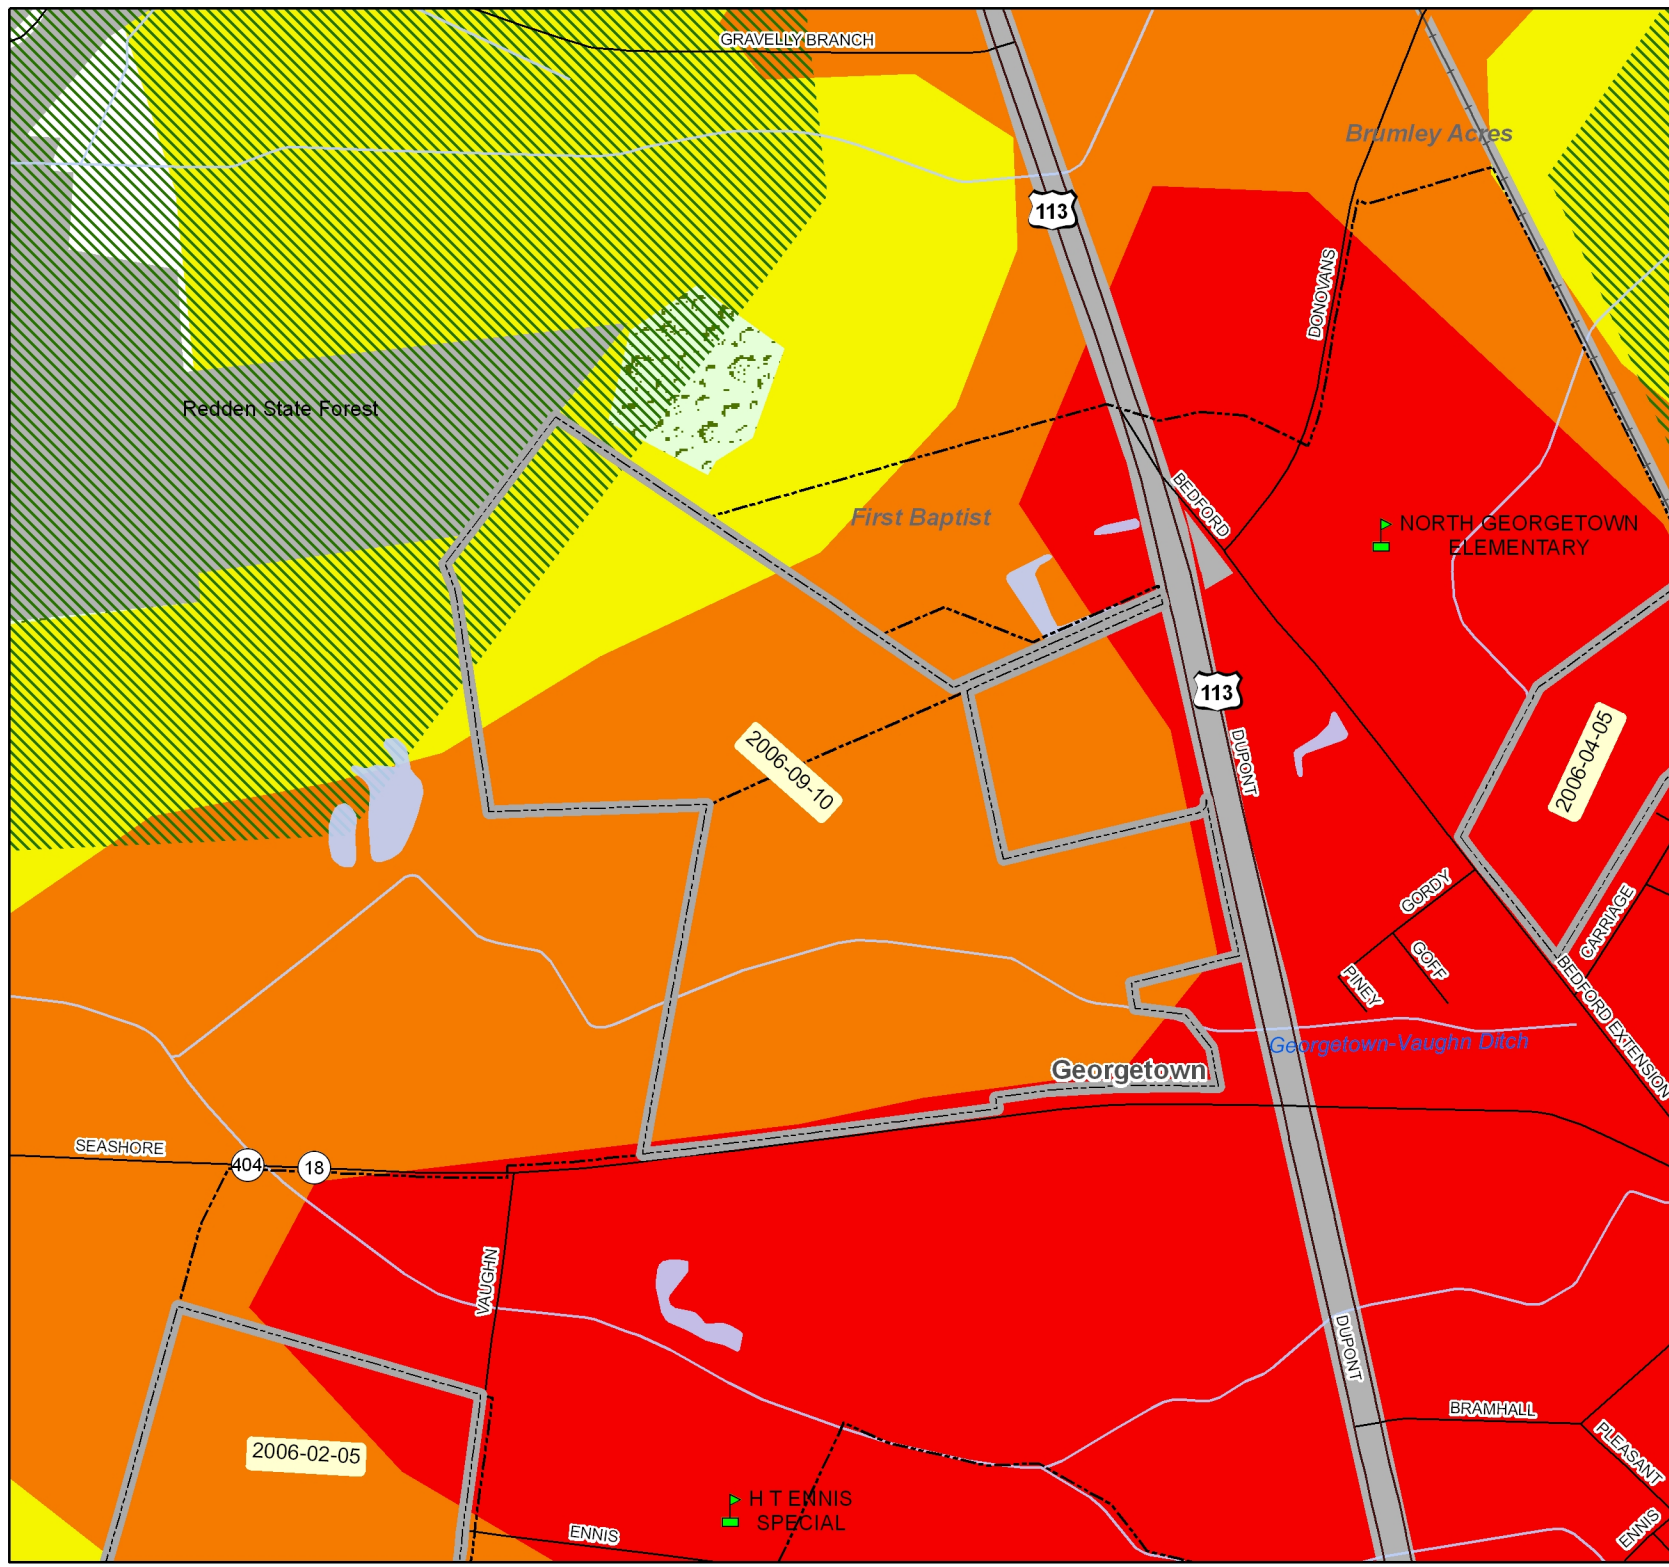 GRAVELLY BRANCH
Brumley Acres
113
DONOVANS
Redden State Forest
BEDFORD
First Baptist
NORTH GEORGETOWN
ELEMENTARY
113
DUPONT
2006-09-10
2006-04-05
GORDY
CARRIAGE
GOFF
PINEY
BEDFORD EXTENSION
Georgetown-Vaughn Ditch
Georgetown
SEASHORE
404
18
VAUGHN
DUPONT
BRAMHALL
PLEASANT
2006-02-05
H T ENNIS
SPECIAL
ENNIS
ENNIS